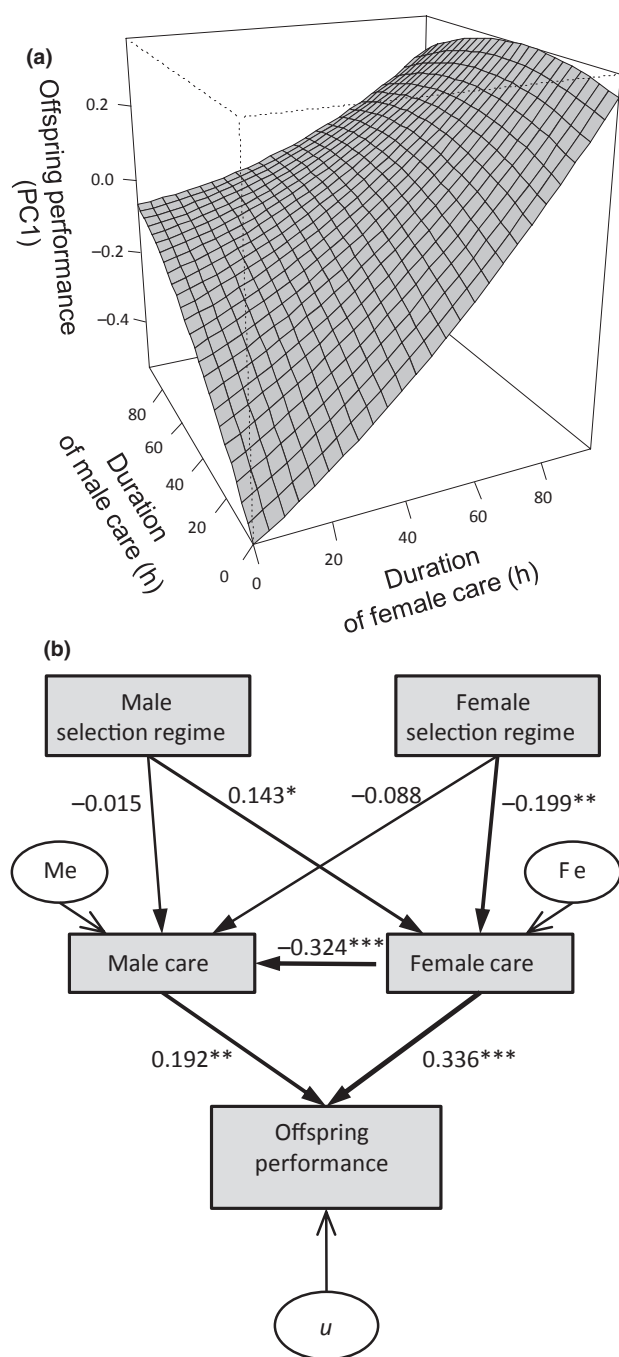 (a)
Offspring performance
(PC1)
0.2
0.0
−0.2
−0.4
80
60
40
20
0
Duration
of male care (h)
0
20
40
60
80
Duration
of female care (h)
(b)
Male
selection regime
Female
selection regime
−0.015
0.143*
−0.088
−0.199**
Me
Fe
Male care
−0.324***
Female care
0.192**
0.336***
Offspring
performance
u